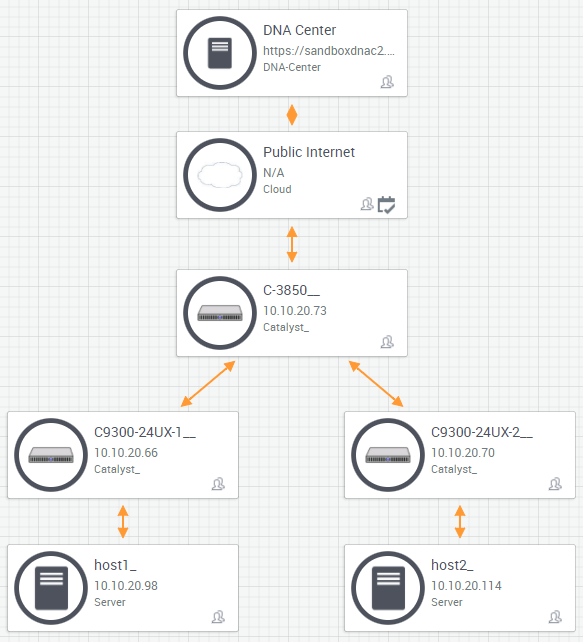 DNA Center
https://sandboxdnac2....
DNA-Center
Public Internet
N/A
Cloud
C-3850__
10.10.20.73
Catalyst_
C9300-24UX-1__
10.10.20.66
Catalyst_
C9300-24UX-2__
10.10.20.70
Catalyst_
host1_
10.10.20.98
Server
host2_
10.10.20.114
Server